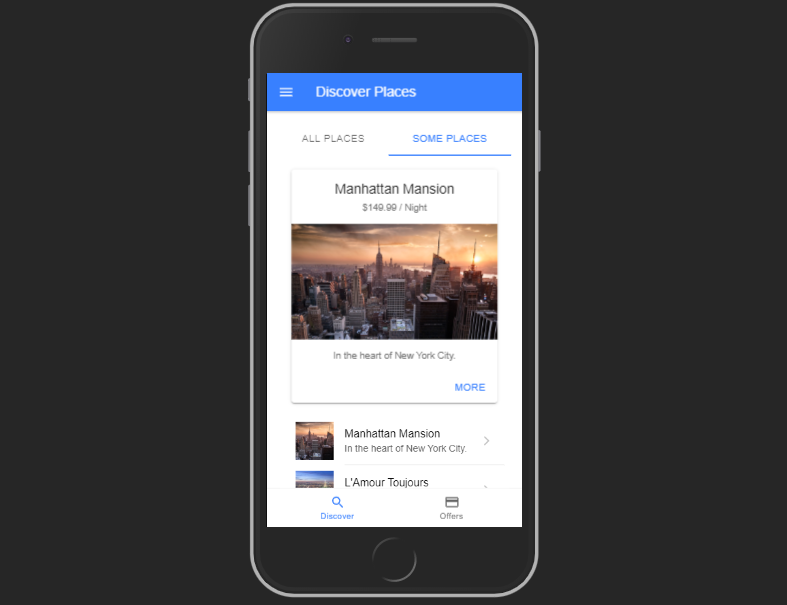 Discover Places
ALL PLACES
SOME PLACES
Manhattan Mansion
$149.99 / Night
In the heart of New York City.
MORE
Manhattan Mansion
In the heart of New York City.
L'Amour Toujours
Discover
Offers